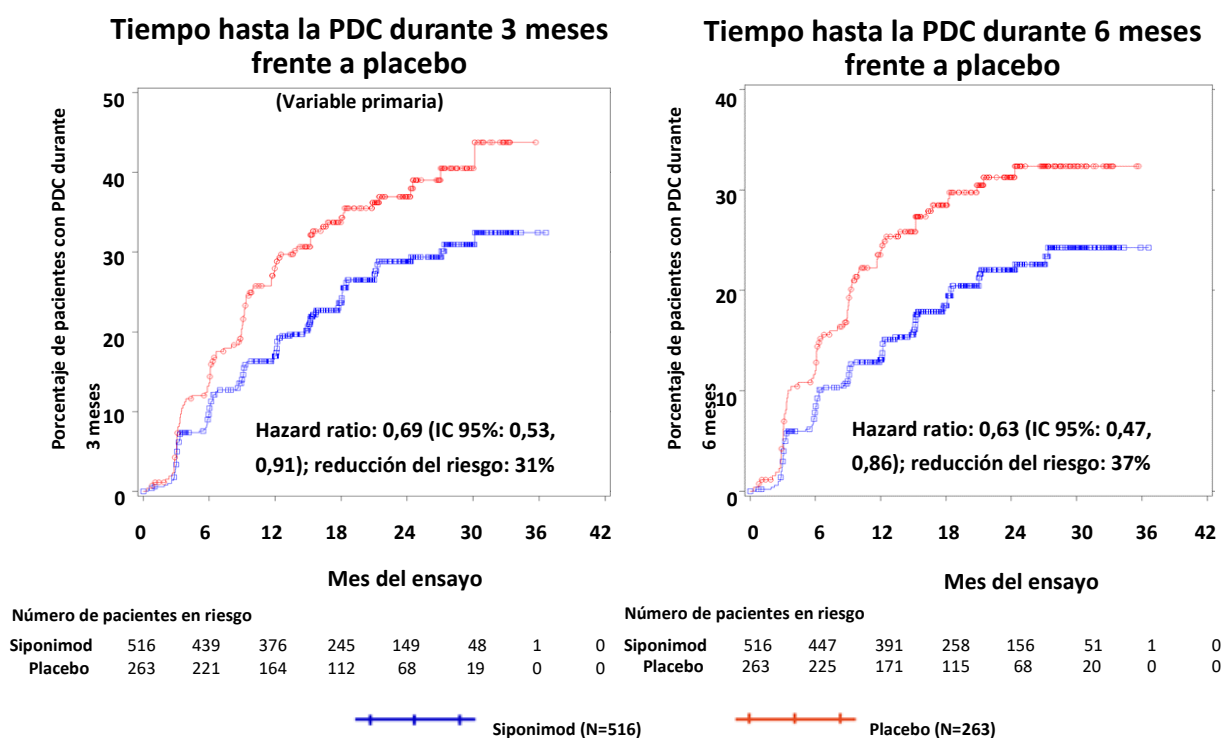 Tiempo hasta la PDC durante 3 meses
frente a placebo
(Variable primaria)
Porcentaje de pacientes con PDC durante
3 meses
50
40
30
20
10
0
Hazard ratio: 0,69 (IC 95%: 0,53,
0,91); reducción del riesgo: 31%
0 6 12 18 24 30 36 42
Mes del ensayo
Número de pacientes en riesgo
Siponimod 516 439 376 245 149 48 1 0
Placebo 263 221 164 112 68 19 0 0
Tiempo hasta la PDC durante 6 meses
frente a placebo
Porcentaje de pacientes con PDC durante
6 meses
40
30
20
10
0
Hazard ratio: 0,63 (IC 95%: 0,47,
0,86); reducción del riesgo: 37%
0 6 12 18 24 30 36 42
Mes del ensayo
Número de pacientes en riesgo
Siponimod 516 447 391 258 156 51 1 0
Placebo 263 225 171 115 68 20 0 0
Siponimod (N=516)
Placebo (N=263)